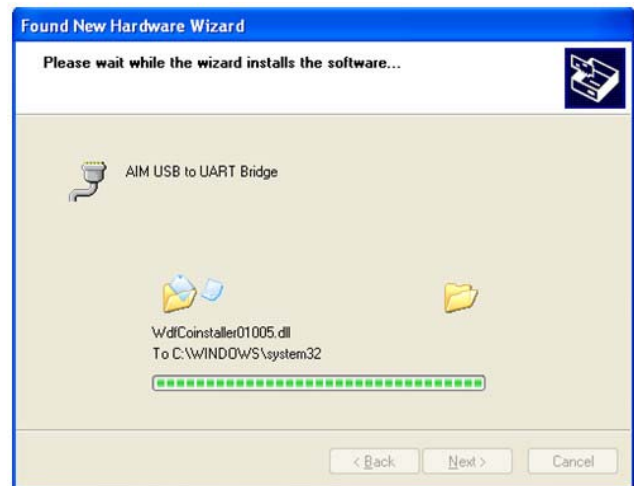 Found New Hardware Wizard
Please wait while the wizard installs the software...
AIM USB to UART Bridge
WdfCoinstaller01005.dll
To C:\WINDOWS\system32
< Back Next > Cancel